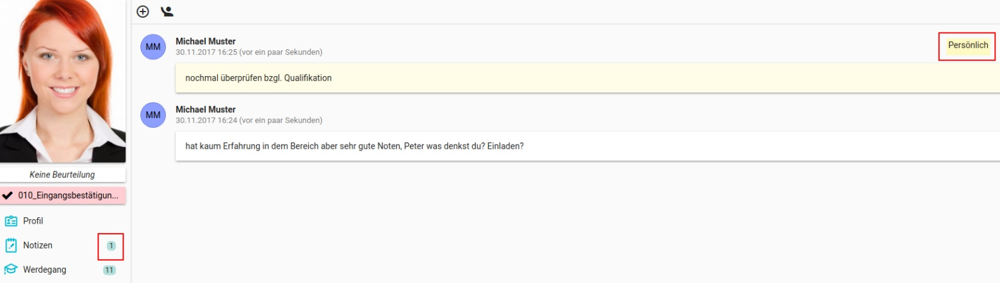 MM
Michael Muster
Persönlich
30.11.2017 16:25 (vor ein paar Sekunden)
nochmal überprüfen bzgl. Qualifikation
MM
Michael Muster
30.11.2017 16:24 (vor ein paar Sekunden)
hat kaum Erfahrung in dem Bereich aber sehr gute Noten, Peter was denkst du? Einladen?
Keine Beurteilung
010_Eingangsbestätigun...
Profil
Notizen 1
Werdegang 11